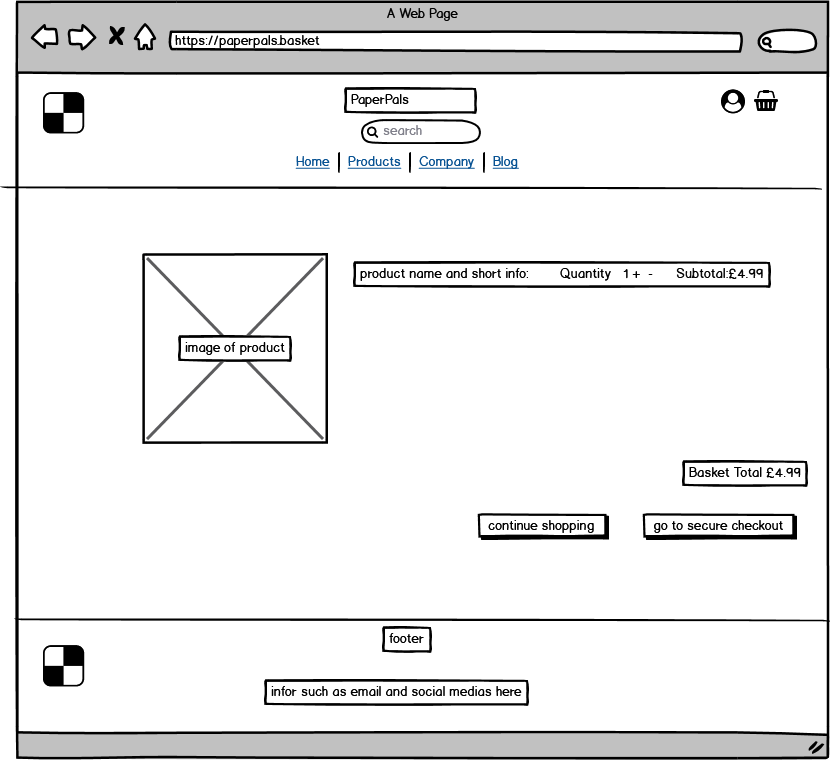 A Web Page
https://paperpals.basket
PaperPals
search
Home Products Company Blog
product name and short info: Quantity 1 + - Subtotal:£4.99
image of product
Basket Total £4.99
continue shopping go to secure checkout
footer
infor such as email and social medias here